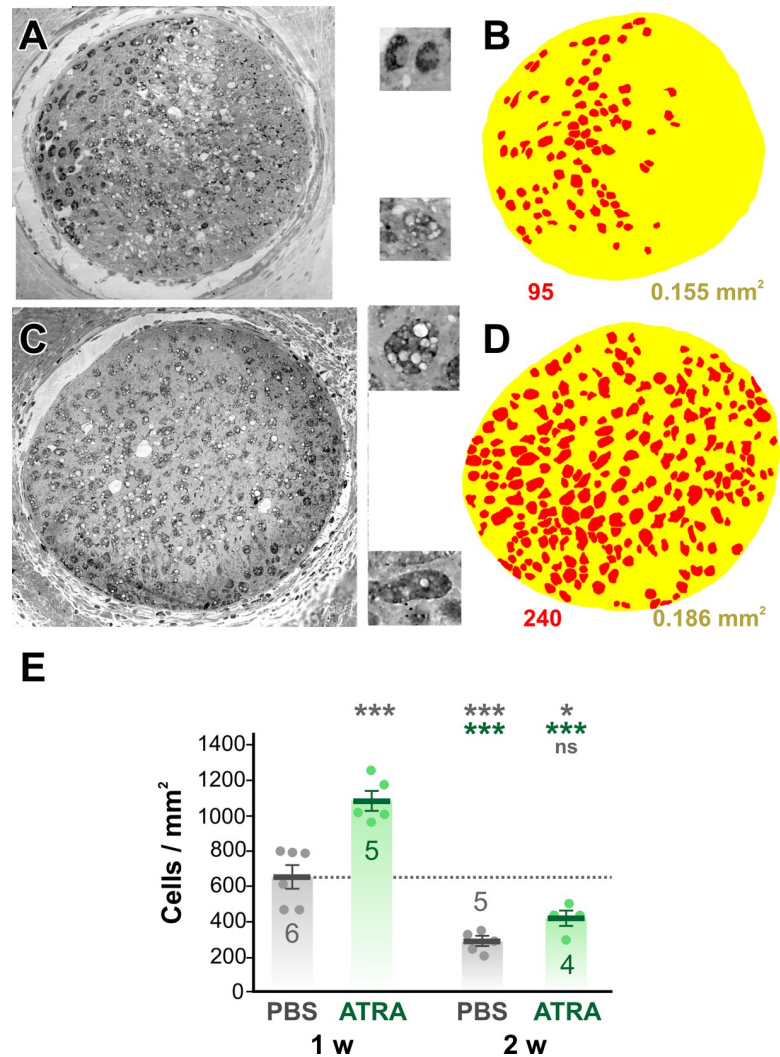 A
B
95
0.155 mm²
C
D
240
0.186 mm²
E
***
***
*
***
***
ns
Cells / mm²
1400
1200
1000
800
600
400
200
0
6
5
5
4
PBS
ATRA
PBS
ATRA
1 w
2 w